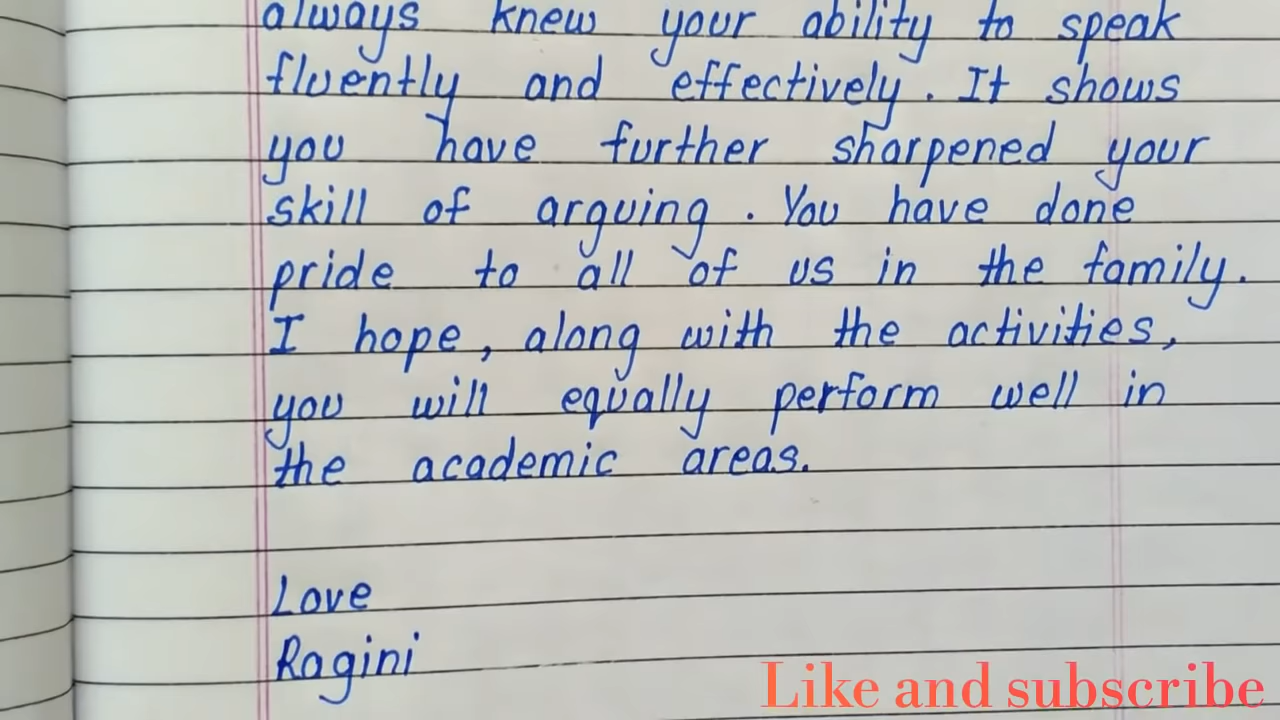 always knew your ability to speak
fluently and effectively. It shows
you have further sharpened your
skill of arguing. You have done
pride to all of us in the family.
I hope, along with the activities,
you will equally perform well in
the academic areas.
Love
Ragini
Like and subscribe